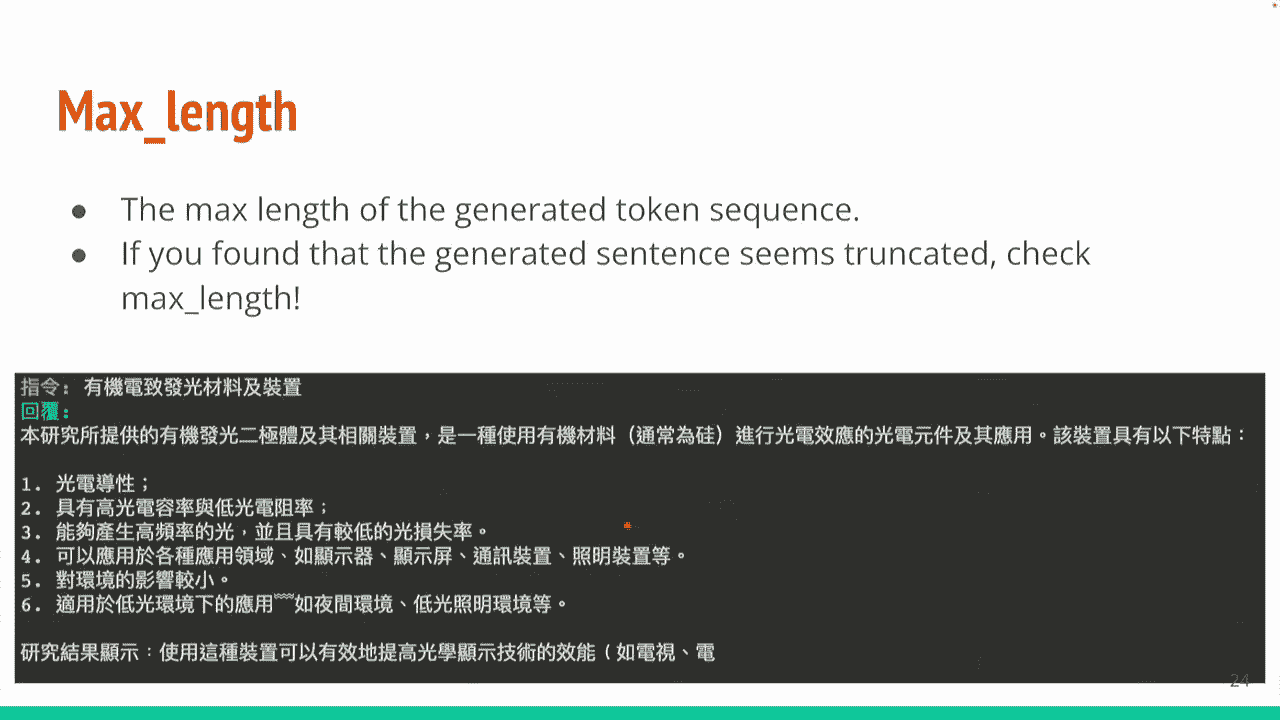 Max_length
● The max length of the generated token sequence.
● If you found that the generated sentence seems truncated, check
max_length!
指令: 有機電致發光材料及裝置
回覆:
本研究所提供的有機發光二極體及其相關裝置，是一種使用有機材料（通常為硅）進行光電效應的光電元件及其應用。該裝置具有以下特點：
1. 光電導性；
2. 具有高光電容率與低光電阻率；
3. 能夠產生高頻率的光，並且具有較低的光損失率。
4. 可以應用於各種應用領域、如顯示器、顯示屏、通訊裝置、照明裝置等。
5. 對環境的影響較小。
6. 適用於低光環境下的應用﹏如夜間環境、低光照明環境等。
研究結果顯示：使用這種裝置可以有效地提高光學顯示技術的效能（如電視、電
24